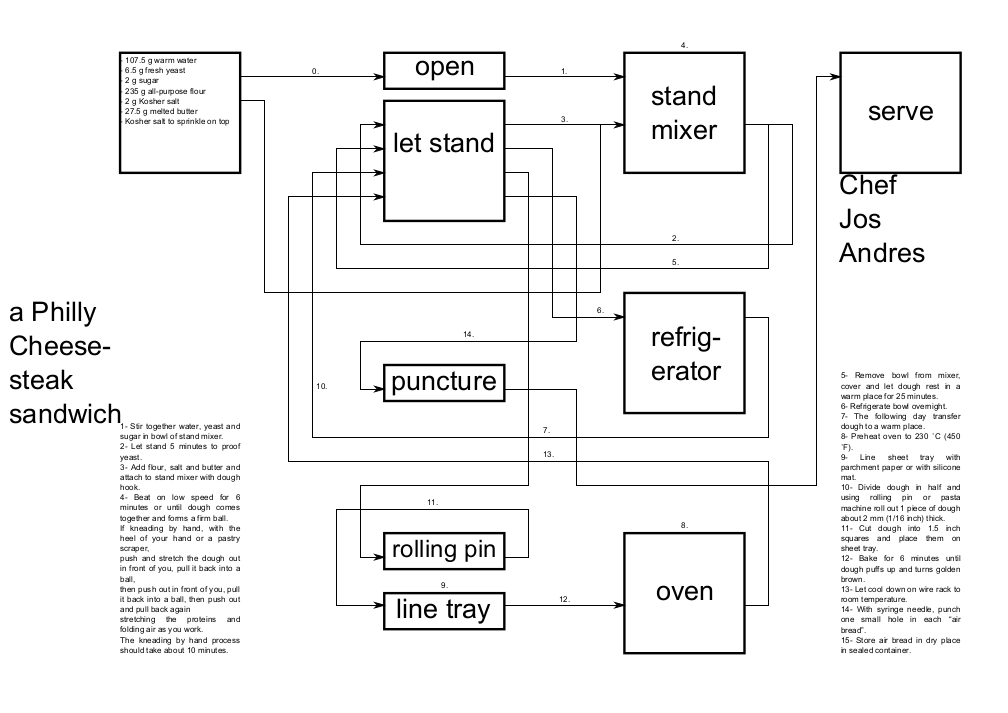 - 107.5 g warm water
- 6.5 g fresh yeast
- 2 g sugar
- 235 g all-purpose flour
- 2 g Kosher salt
- 27.5 g melted butter
- Kosher salt to sprinkle on top
0.
open
1.
4.
stand
mixer
serve
Chef
Jos
Andres
let stand
3.
2.
5.
a Philly
Cheese-
steak
sandwich
6.
refrig-
erator
14.
puncture
10.
7.
13.
11.
rolling pin
9.
line tray
12.
8.
oven
1- Stir together water, yeast and
sugar in bowl of stand mixer.
2- Let stand 5 minutes to proof
yeast.
3- Add flour, salt and butter and
attach to stand mixer with dough
hook.
4- Beat on low speed for 6
minutes or until dough comes
together and forms a firm ball.
If kneading by hand, with the
heel of your hand or a pastry
scraper,
push and stretch the dough out
in front of you, pull it back into a
ball,
then push out in front of you, pull
it back into a ball, then push out
and pull back again
stretching the proteins and
folding air as you work.
The kneading by hand process
should take about 10 minutes.
5- Remove bowl from mixer,
cover and let dough rest in a
warm place for 25 minutes.
6- Refrigerate bowl overnight.
7- The following day transfer
dough to a warm place.
8- Preheat oven to 230 ˚C (450
˚F).
9- Line sheet tray with
parchment paper or with silicone
mat.
10- Divide dough in half and
using rolling pin or pasta
machine roll out 1 piece of dough
about 2 mm (1/16 inch) thick.
11- Cut dough into 1.5 inch
squares and place them on
sheet tray.
12- Bake for 6 minutes until
dough puffs up and turns golden
brown.
13- Let cool down on wire rack to
room temperature.
14- With syringe needle, punch
one small hole in each “air
bread”.
15- Store air bread in dry place
in sealed container.